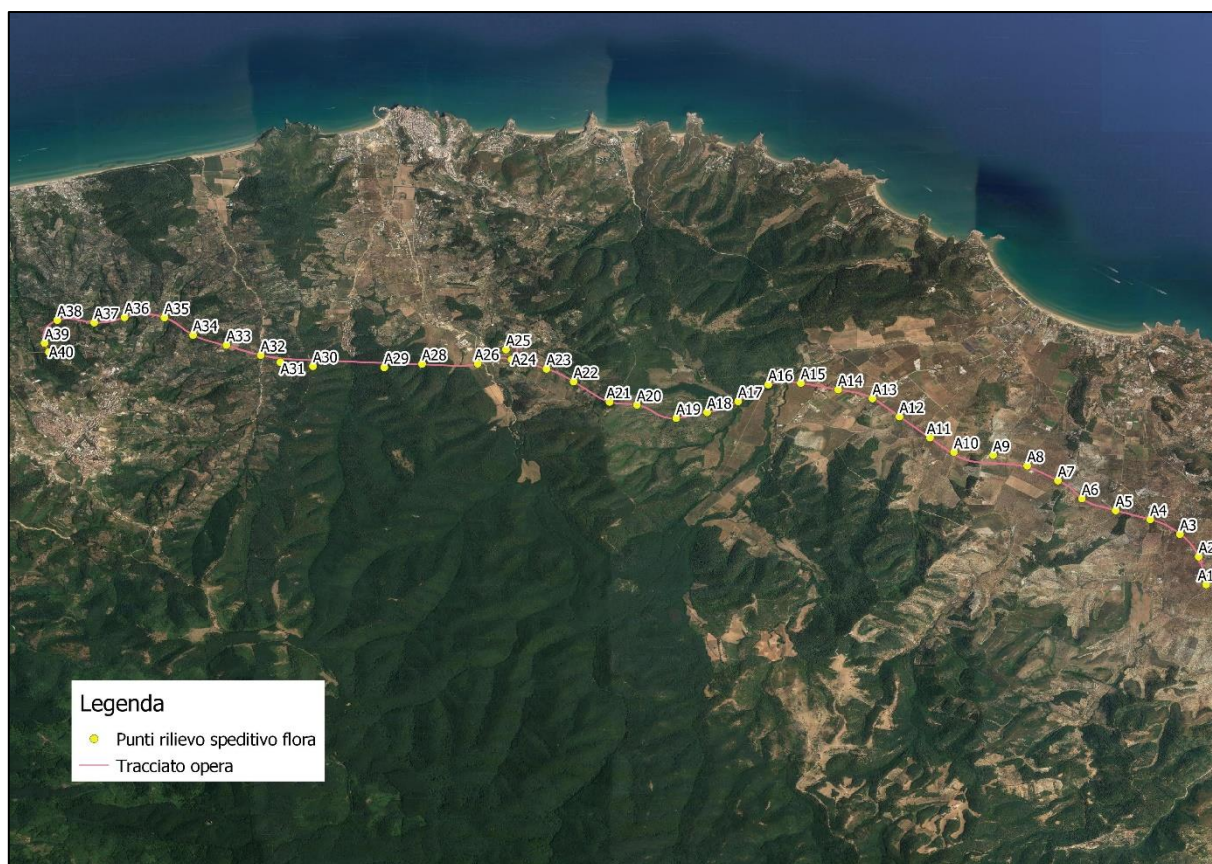 A38
A37
A36
A35
A34
A33
A39
A40
A32
A31
A30
A29
A28
A26
A25
A24
A23
A22
A21
A20
A19
A18
A17
A16
A15
A14
A13
A12
A11
A10
A9
A8
A7
A6
A5
A4
A3
A2
A1
Legenda
Punti rilievo speditivo flora
Tracciato opera